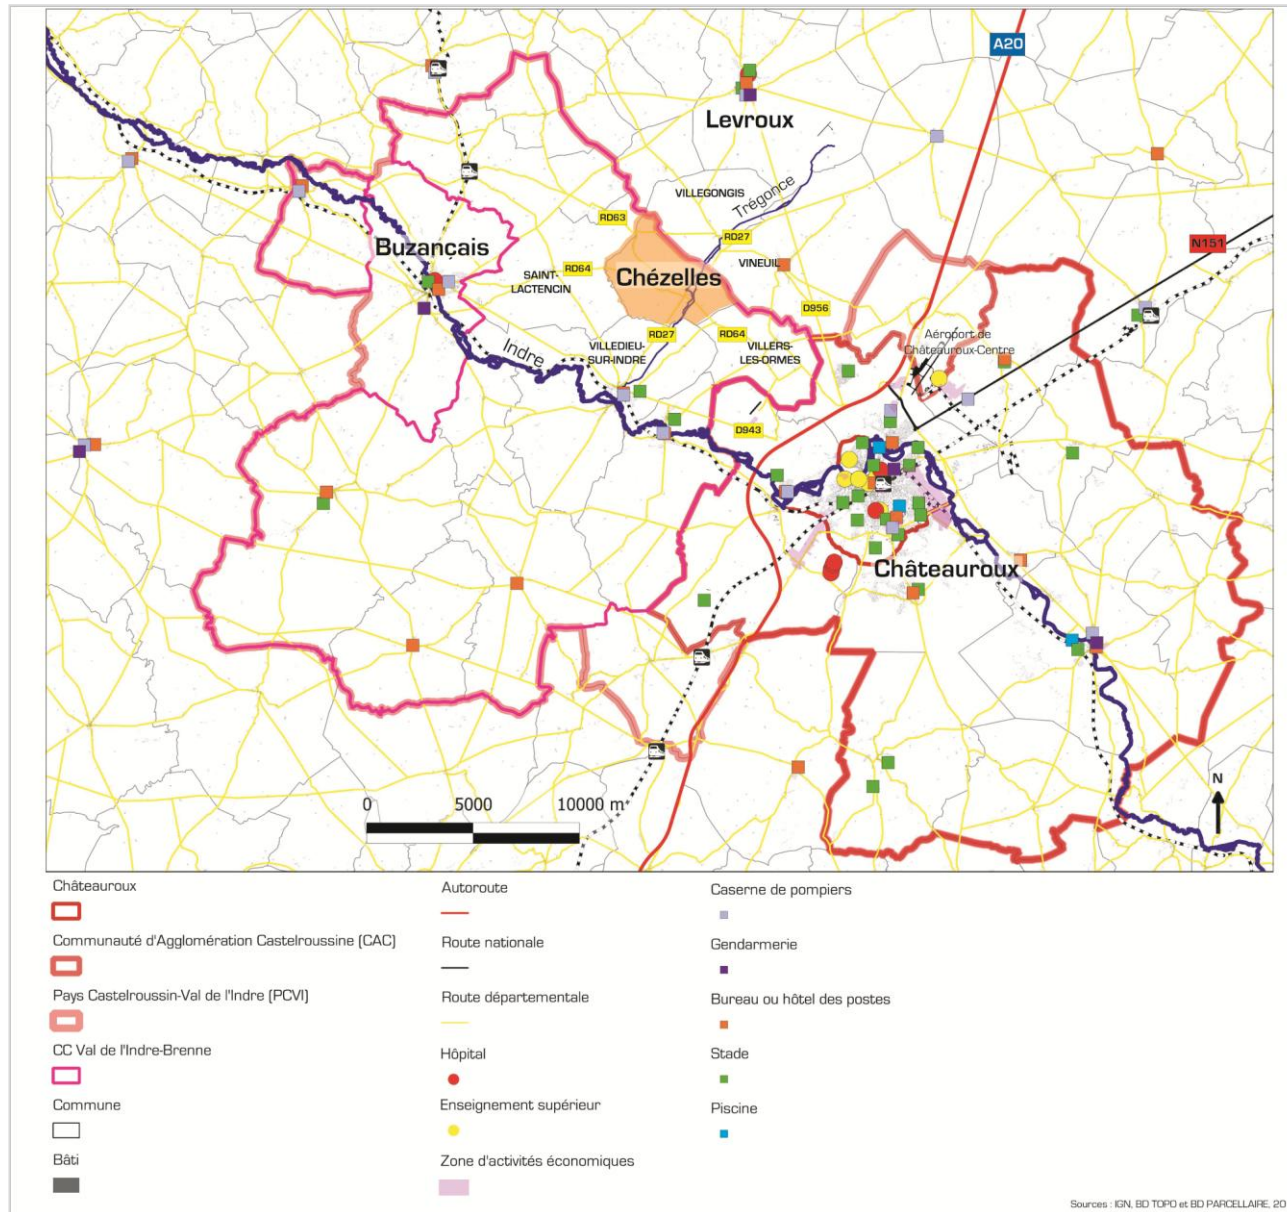 A20
Levroux
N151
VILLEGONGIS
Trégonce
RD63
RD27
Buzançais
VINEUIL
SAINT-
LACTENCIN
RD64
Chézelles
D956
Indre
RD27
RD64
VILLEDIEU
SUR-INDRE
VILLERS-
LES-ORMES
Aéroport de
Châteauroux-Centre
D943
Châteauroux
0 5000 10000 m
N
Châteauroux
Communauté d'Agglomération Castelroussine (CAC)
Pays Castelroussin-Val de l'Indre (PCVI)
CC Val de l'Indre-Brenne
Commune
Bâti
Autoroute
Route nationale
Route départementale
Hôpital
Enseignement supérieur
Zone d'activités économiques
Caserne de pompiers
Gendarmerie
Bureau ou hôtel des postes
Stade
Piscine
Sources : IGN, BD TOPO et BD PARCELLAIRE, 20